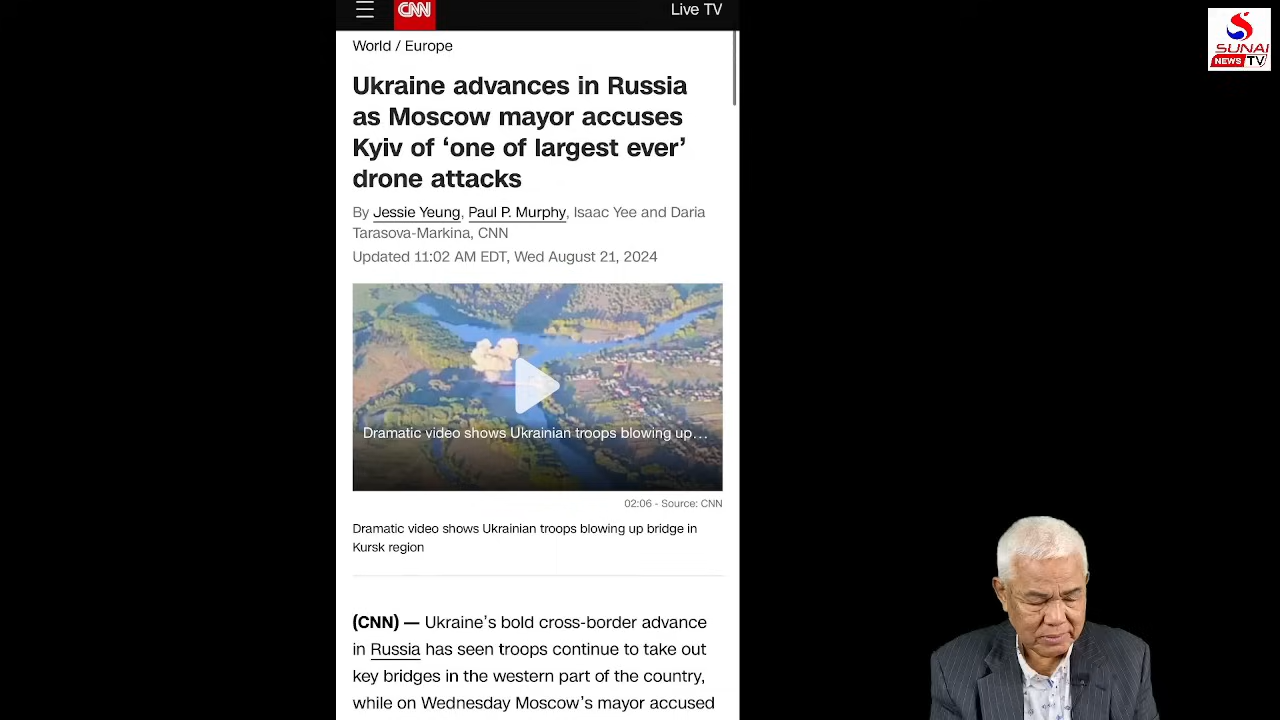 CNN
Live TV
SUNAI
NEWS TV
World / Europe
Ukraine advances in Russia
as Moscow mayor accuses
Kyiv of ‘one of largest ever’
drone attacks
By Jessie Yeung, Paul P. Murphy, Isaac Yee and Daria
Tarasova-Markina, CNN
Updated 11:02 AM EDT, Wed August 21, 2024
Dramatic video shows Ukrainian troops blowing up...
02:06 - Source: CNN
Dramatic video shows Ukrainian troops blowing up bridge in
Kursk region
(CNN) — Ukraine’s bold cross-border advance
in Russia has seen troops continue to take out
key bridges in the western part of the country,
while on Wednesday Moscow’s mayor accused